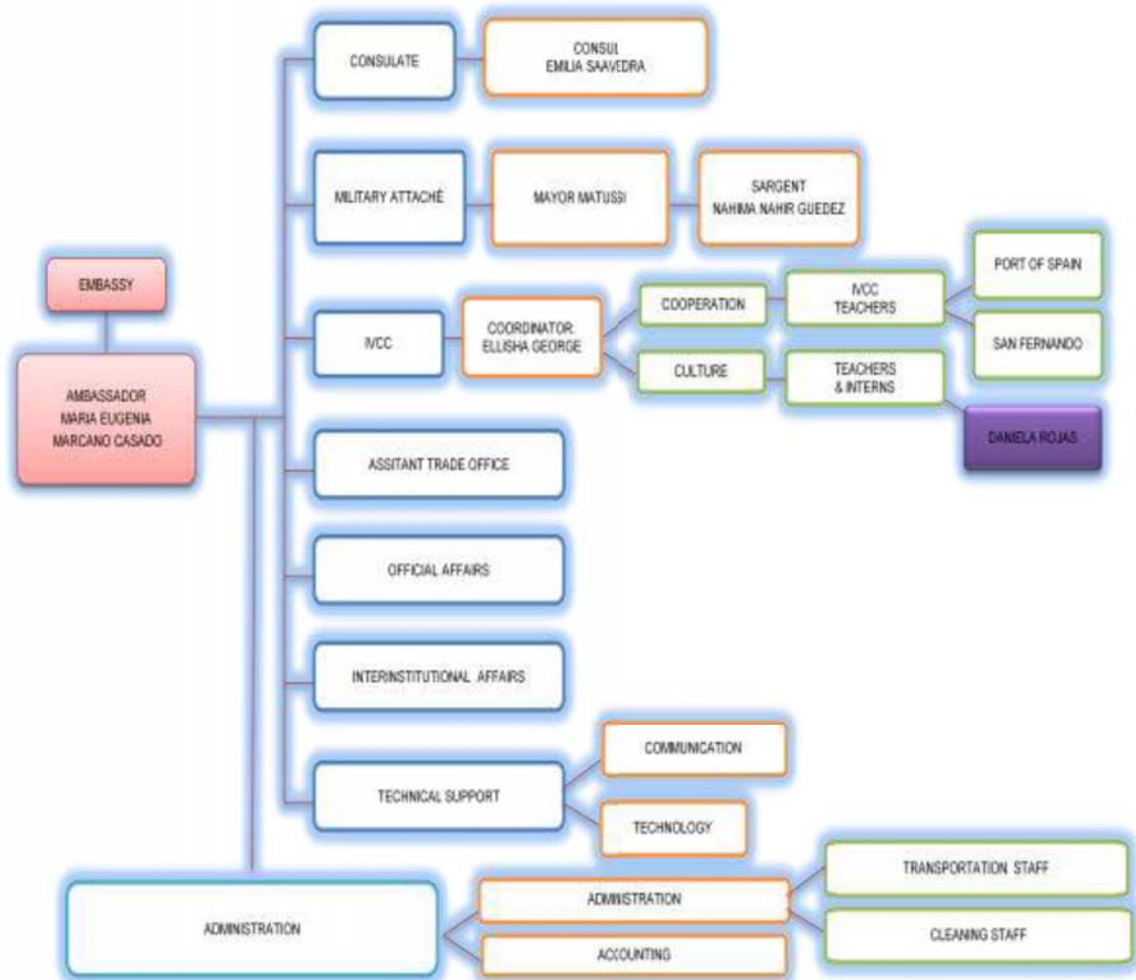 CONSULATE
CONSUL
EMILIA SAAVEDRA
MILITARY ATTACHÉ
MAYOR MATUSSI
SARGENT
NAHIMA NAHIR GUEDEZ
EMBASSY
AMBASSADOR
MARIA EUGENIA
MARCANO CASADO
IVCC
COORDINATOR:
ELLISHA GEORGE
COOPERATION
IVCC
TEACHERS
PORT OF SPAIN
SAN FERNANDO
CULTURE
TEACHERS
& INTERNS
DANIELA ROJAS
ASSITANT TRADE OFFICE
OFFICIAL AFFAIRS
INTERINSTITUTIONAL AFFAIRS
TECHNICAL SUPPORT
COMMUNICATION
TECHNOLOGY
ADMINISTRATION
ADMINISTRATION
ACCOUNTING
TRANSPORTATION STAFF
CLEANING STAFF